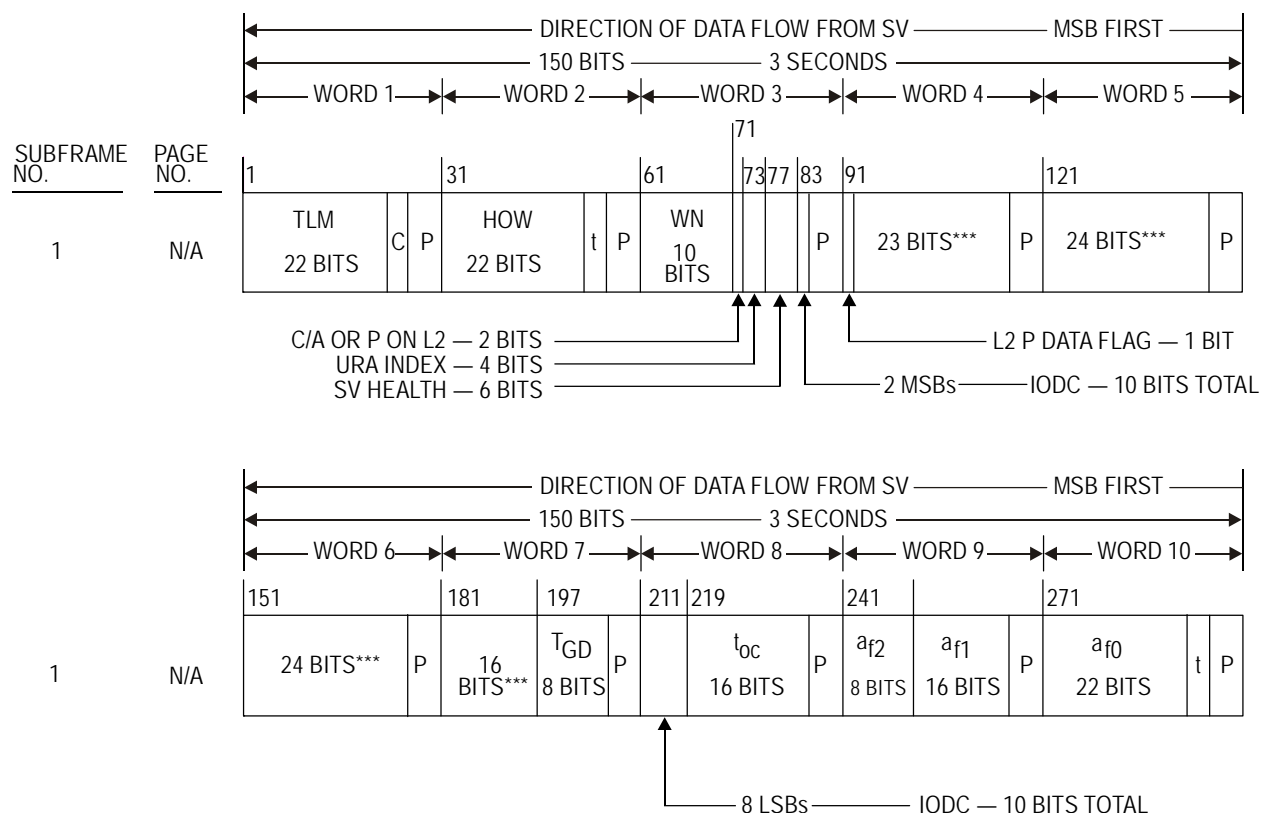 DIRECTION OF DATA FLOW FROM SV MSB FIRST
150 BITS 3 SECONDS
WORD 1 WORD 2 WORD 3 WORD 4 WORD 5
71
SUBFRAME NO. PAGE NO.
1 31 61 73 77 83 91 121
1 N/A
TLM 22 BITS C P HOW 22 BITS t P WN 10 BITS P 23 BITS*** P 24 BITS*** P
C/A OR P ON L2 — 2 BITS L2 P DATA FLAG — 1 BIT
URA INDEX — 4 BITS
SV HEALTH — 6 BITS 2 MSBs IODC — 10 BITS TOTAL
DIRECTION OF DATA FLOW FROM SV MSB FIRST
150 BITS 3 SECONDS
WORD 6 WORD 7 WORD 8 WORD 9 WORD 10
151 181 197 211 219 241 271
1 N/A
24 BITS*** P 16 BITS*** TGD 8 BITS P toc 16 BITS P af2 8 BITS af1 16 BITS P af0 22 BITS t P
8 LSBs IODC — 10 BITS TOTAL